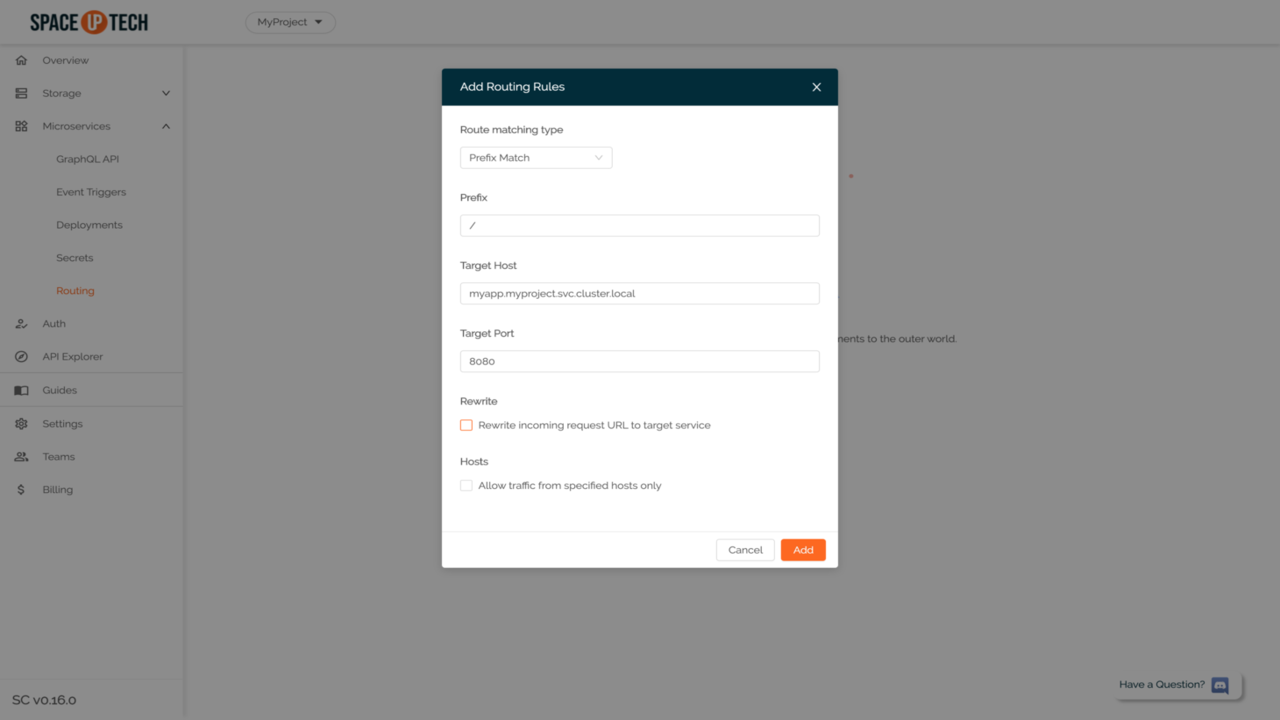 SPACE UP TECH
MyProject
Overview
Storage
Microservices
GraphQL API
Event Triggers
Deployments
Secrets
Routing
Auth
API Explorer
Guides
Settings
Teams
Billing
SC v0.16.0
Add Routing Rules
Route matching type
Prefix Match
Prefix
/
Target Host
myapp.myproject.svc.cluster.local
Target Port
8080
Rewrite
Rewrite incoming request URL to target service
Hosts
Allow traffic from specified hosts only
Cancel
Add
to the outer world.
Have a Question?